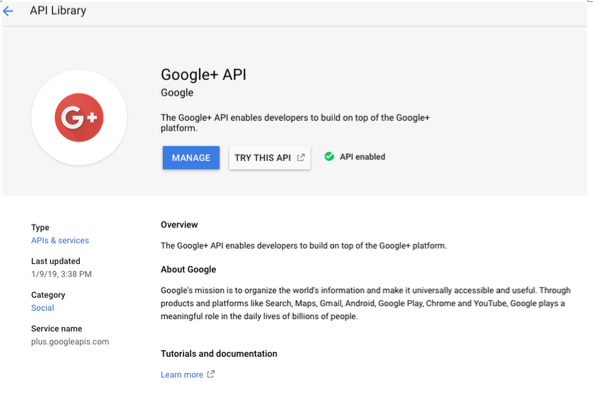 API Library
G+
Google+ API
Google
The Google+ API enables developers to build on top of the Google+
platform.
MANAGE
TRY THIS API
API enabled
Type
APIs & services
Last updated
1/9/19, 3:38 PM
Category
Social
Service name
plus.googleapis.com
Overview
The Google+ API enables developers to build on top of the Google+ platform.
About Google
Google's mission is to organize the world's information and make it universally accessible and useful. Through
products and platforms like Search, Maps, Gmail, Android, Google Play, Chrome and YouTube, Google plays a
meaningful role in the daily lives of billions of people.
Tutorials and documentation
Learn more